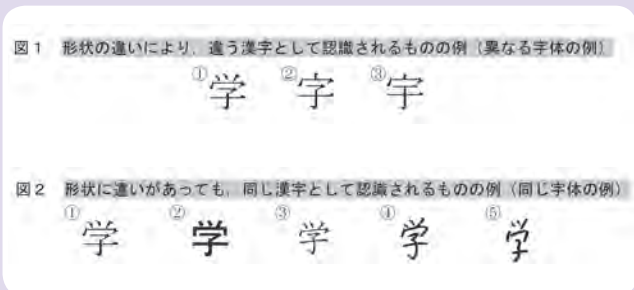 図1 形状の違いにより,違う漢字として認識されるものの例(異なる字体の例)
①学 ②字 ③宇
図2 形状に違いがあっても,同じ漢字として認識されるものの例(同じ字体の例)
①学 ②学 ③学 ④学 ⑤学